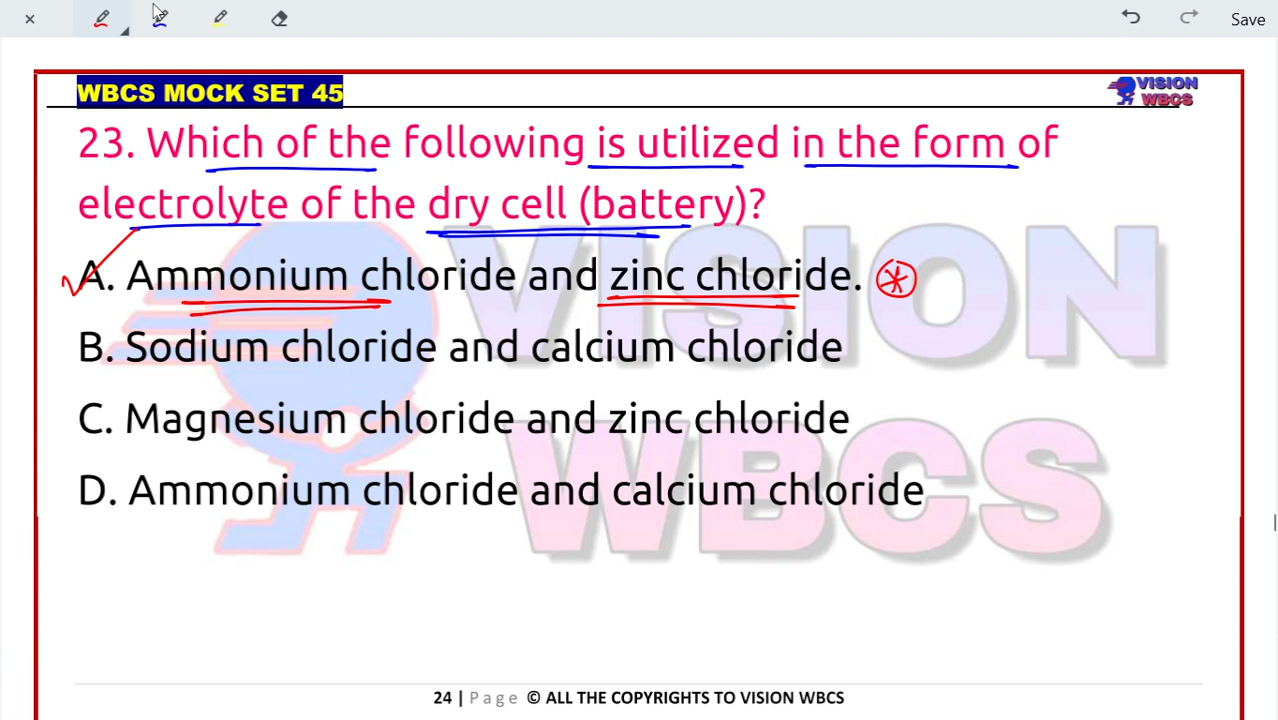 Save
WBCS MOCK SET 45
VISION
WBCS
23. Which of the following is utilized in the form of
electrolyte of the dry cell (battery)?
A. Ammonium chloride and zinc chloride.
B. Sodium chloride and calcium chloride
C. Magnesium chloride and zinc chloride
D. Ammonium chloride and calcium chloride
VISION
WBCS
24 | Page © ALL THE COPYRIGHTS TO VISION WBCS